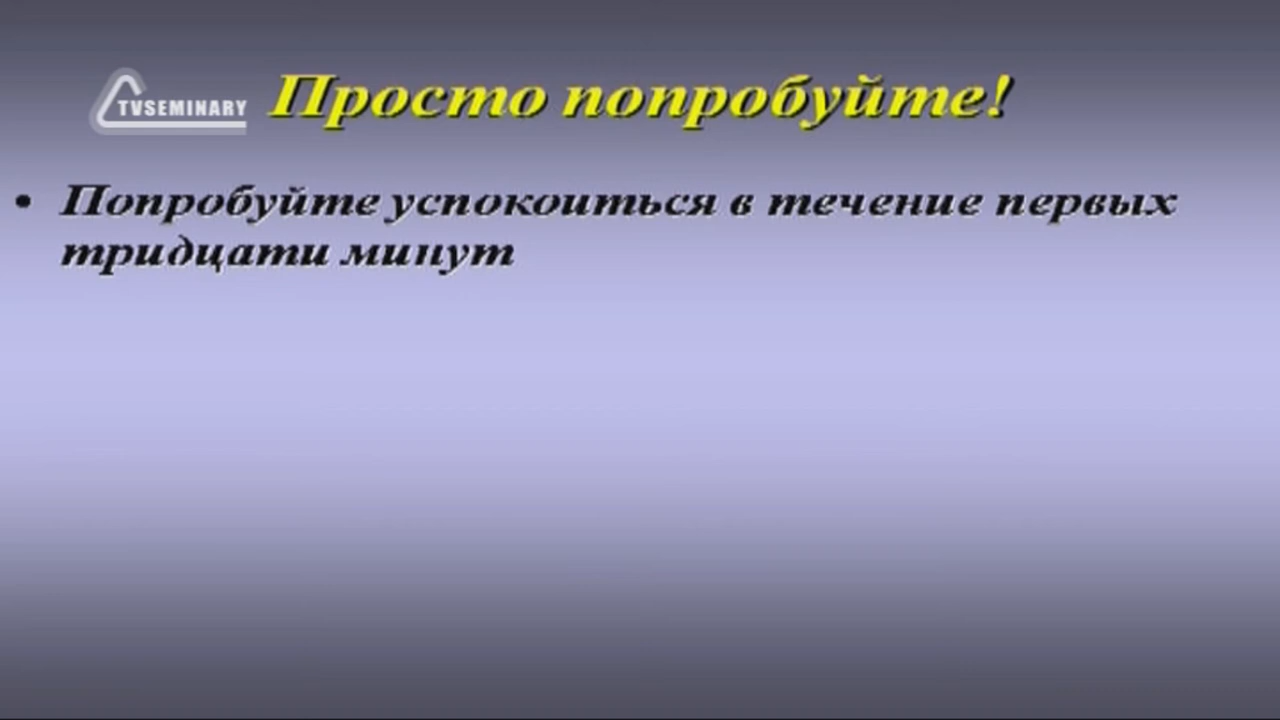 TVSEMINARY
Просто попробуйте!
• Попробуйте успокоиться в течение первых
тридцати минут